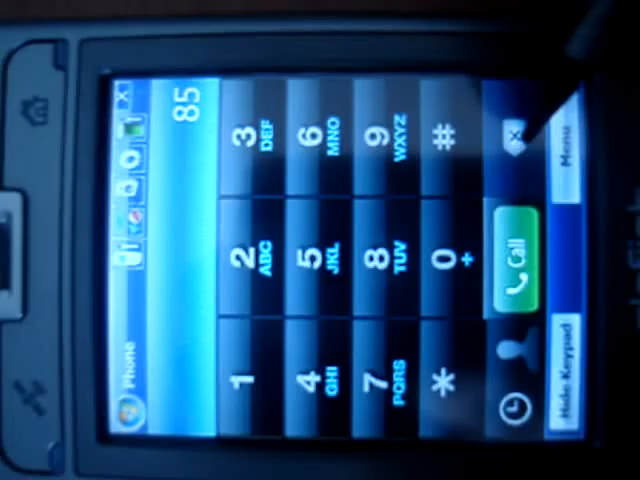 Phone
85
1 2 ABC 3 DEF
4 GHI 5 JKL 6 MNO
7 PQRS 8 TUV 9 WXYZ
* 0 + #
Call
Hide Keypad Menu